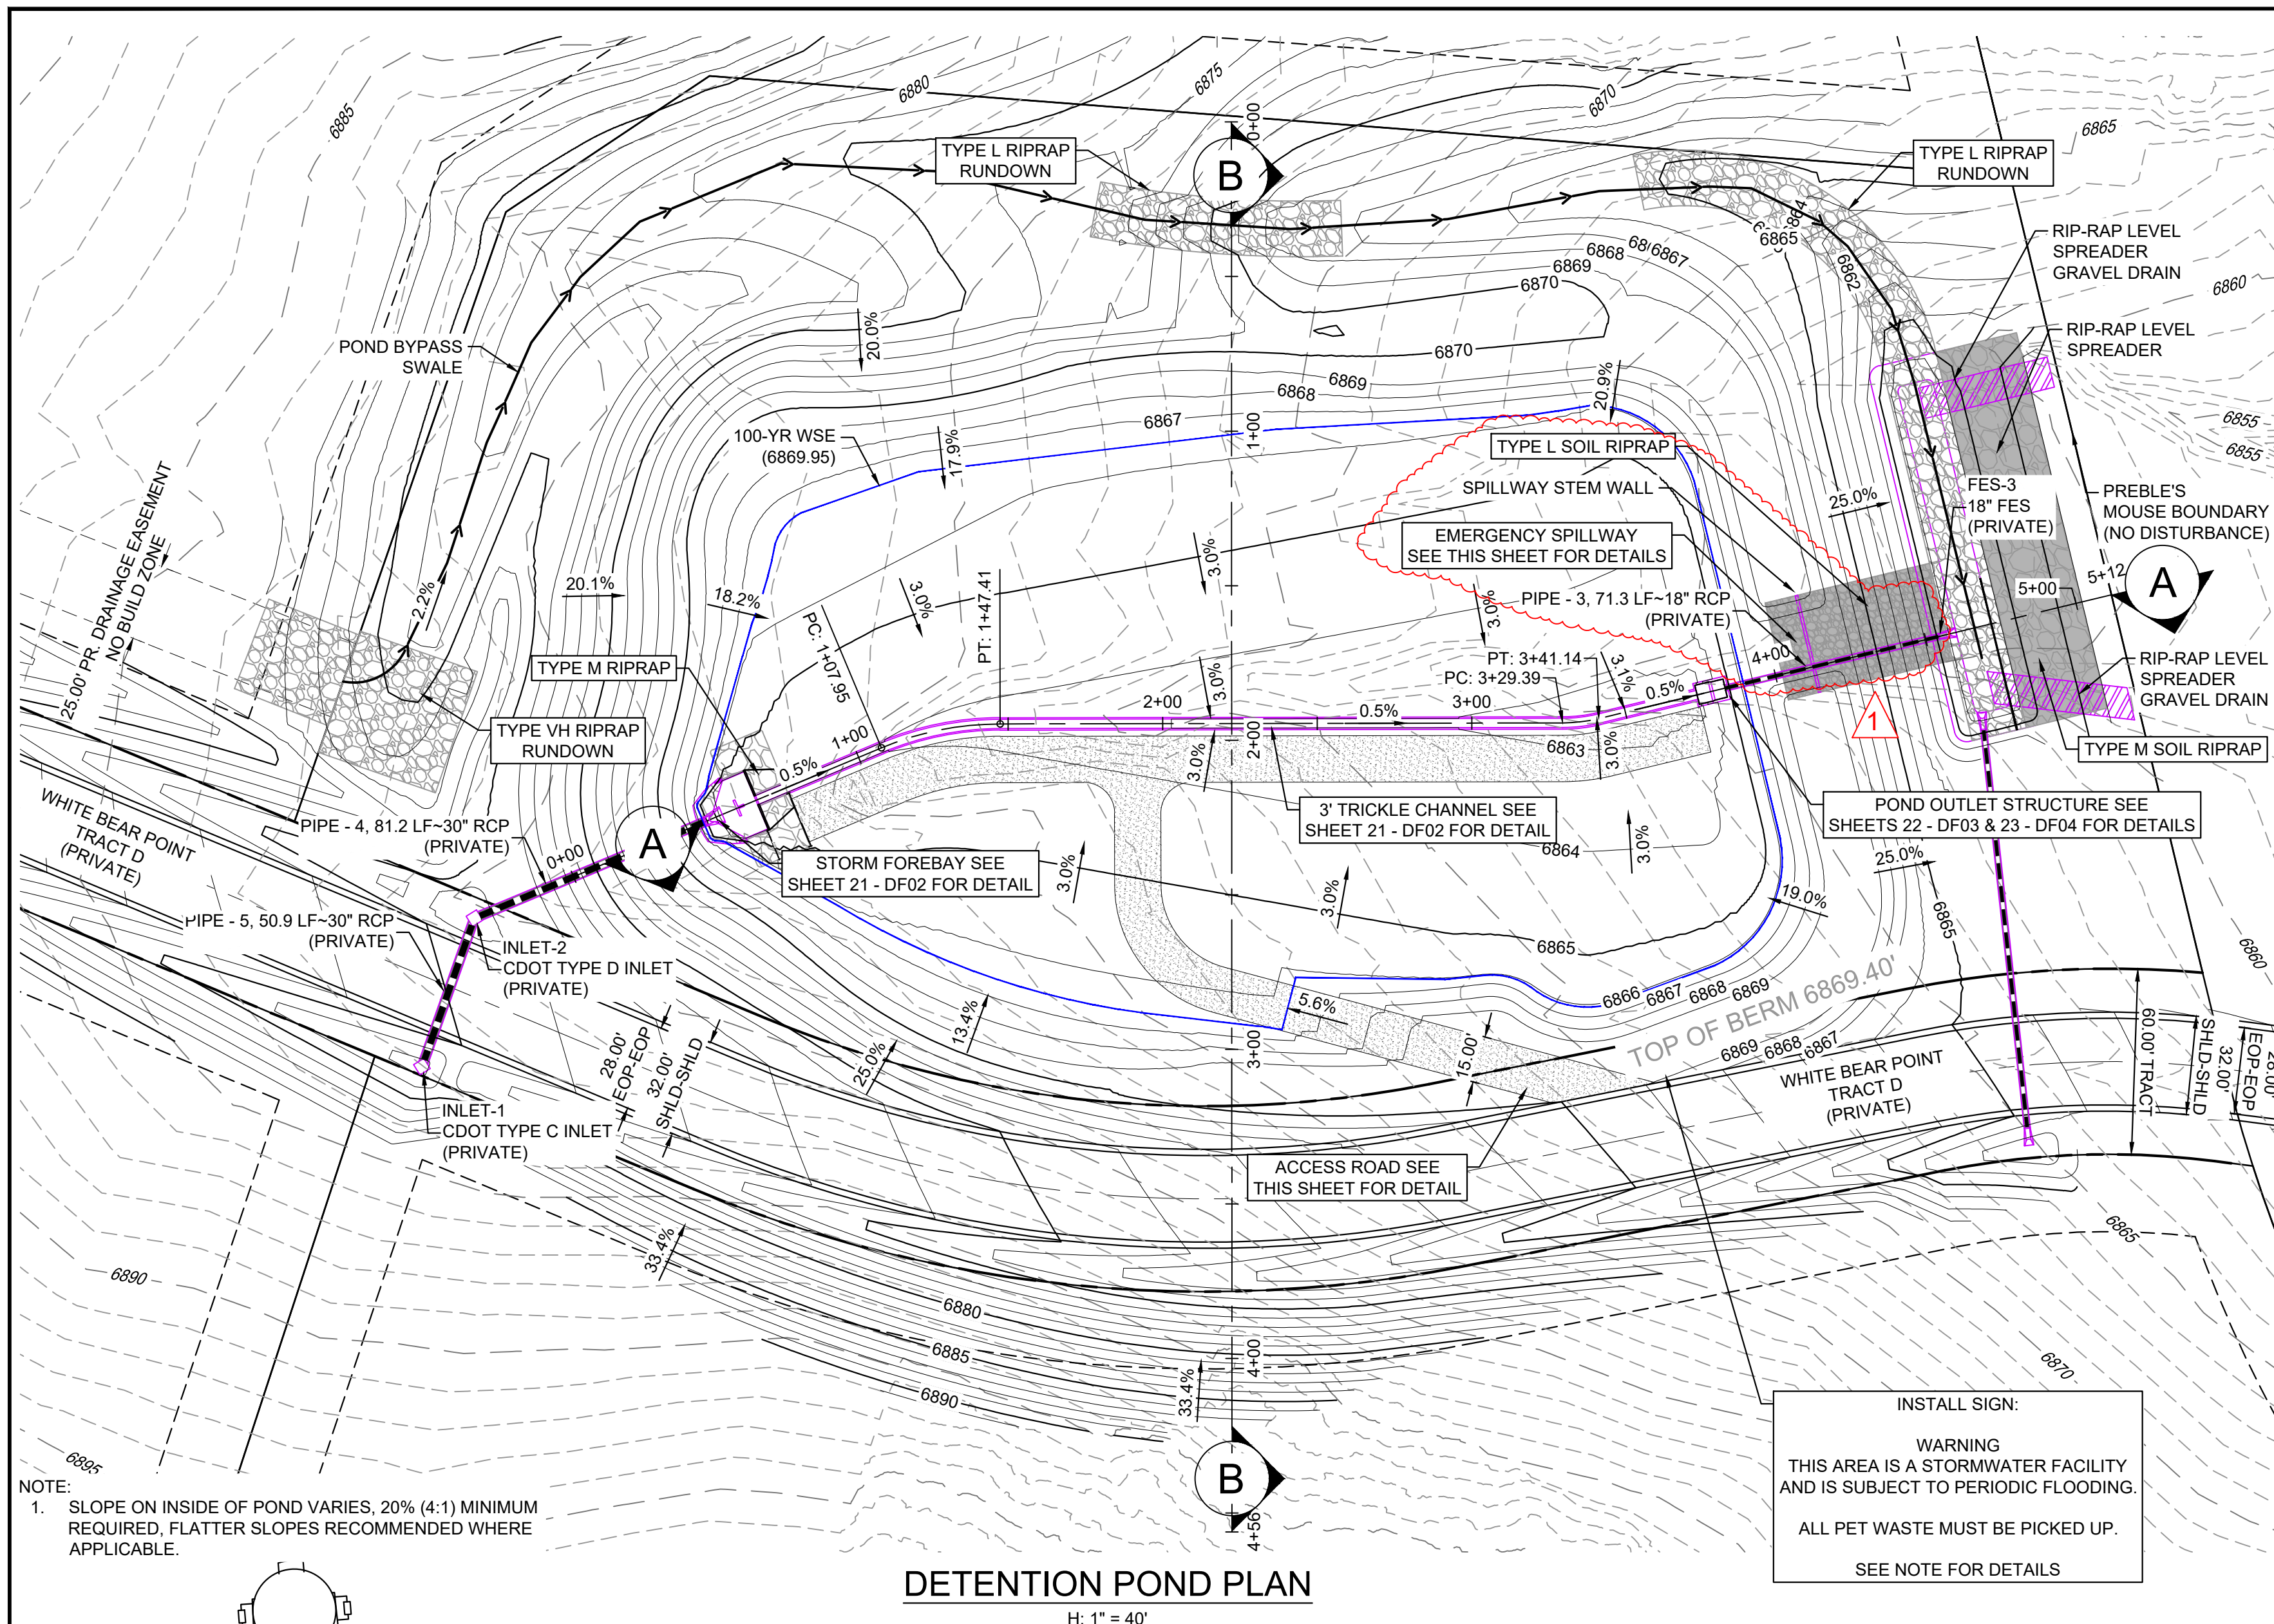 6885
6880
6875
6870
6865
0+00
B
TYPE L RIPRAP
RUNDOWN
TYPE L RIPRAP
RUNDOWN
RIP-RAP LEVEL
SPREADER
GRAVEL DRAIN
6864
6865
6862
6868
6867
6869
6870
6860
POND BYPASS
SWALE
20.0%
6870
6869
6868
6867
20.9%
RIP-RAP LEVEL
SPREADER
6855
6855
100-YR WSE
(6869.95)
17.9%
1+00
TYPE L SOIL RIPRAP
SPILLWAY STEM WALL
EMERGENCY SPILLWAY
SEE THIS SHEET FOR DETAILS
25.0%
FES-3
18" FES
(PRIVATE)
PREBLE'S
MOUSE BOUNDARY
(NO DISTURBANCE)
A
5+12
5+00
25.00' PR. DRAINAGE EASEMENT
NO BUILD ZONE
2.2%
20.1%
18.2%
PC: 1+07.95
3.0%
PT: 1+47.41
3.0%
3.0%
PIPE - 3, 71.3 LF~18" RCP
(PRIVATE)
4+00
PT: 3+41.14
PC: 3+29.39
3.1%
0.5%
RIP-RAP LEVEL
SPREADER
GRAVEL DRAIN
TYPE M RIPRAP
TYPE VH RIPRAP
RUNDOWN
1+00
0.5%
2+00
3.0%
0.5%
3+00
2+00
3.0%
6863
3.0%
1
TYPE M SOIL RIPRAP
WHITE BEAR POINT
TRACT D
(PRIVATE)
PIPE - 4, 81.2 LF~30" RCP
(PRIVATE)
0+00
A
STORM FOREBAY SEE
SHEET 21 - DF02 FOR DETAIL
3' TRICKLE CHANNEL SEE
SHEET 21 - DF02 FOR DETAIL
POND OUTLET STRUCTURE SEE
SHEETS 22 - DF03 & 23 - DF04 FOR DETAILS
3.0%
3.0%
6864
3.0%
25.0%
19.0%
6865
6865
6860
PIPE - 5, 50.9 LF~30" RCP
(PRIVATE)
INLET-2
CDOT TYPE D INLET
(PRIVATE)
5.6%
6866
6867
6868
6869
TOP OF BERM 6869.40'
28.00'
EOP-EOP
32.00'
SHLD-SHLD
13.4%
25.0%
3+00
15.00'
6869
6868
6867
WHITE BEAR POINT
TRACT D
(PRIVATE)
60.00' TRACT
SHLD-SHLD
32.00'
EOP-EOP
28.00'
INLET-1
CDOT TYPE C INLET
(PRIVATE)
ACCESS ROAD SEE
THIS SHEET FOR DETAIL
33.4%
6865
6890
6880
6885
6890
33.4%
4+00
6870
6895
B
4+56
INSTALL SIGN:
WARNING
THIS AREA IS A STORMWATER FACILITY
AND IS SUBJECT TO PERIODIC FLOODING.
ALL PET WASTE MUST BE PICKED UP.
SEE NOTE FOR DETAILS
NOTE:
1. SLOPE ON INSIDE OF POND VARIES, 20% (4:1) MINIMUM
REQUIRED, FLATTER SLOPES RECOMMENDED WHERE
APPLICABLE.
DETENTION POND PLAN
H: 1" = 40'